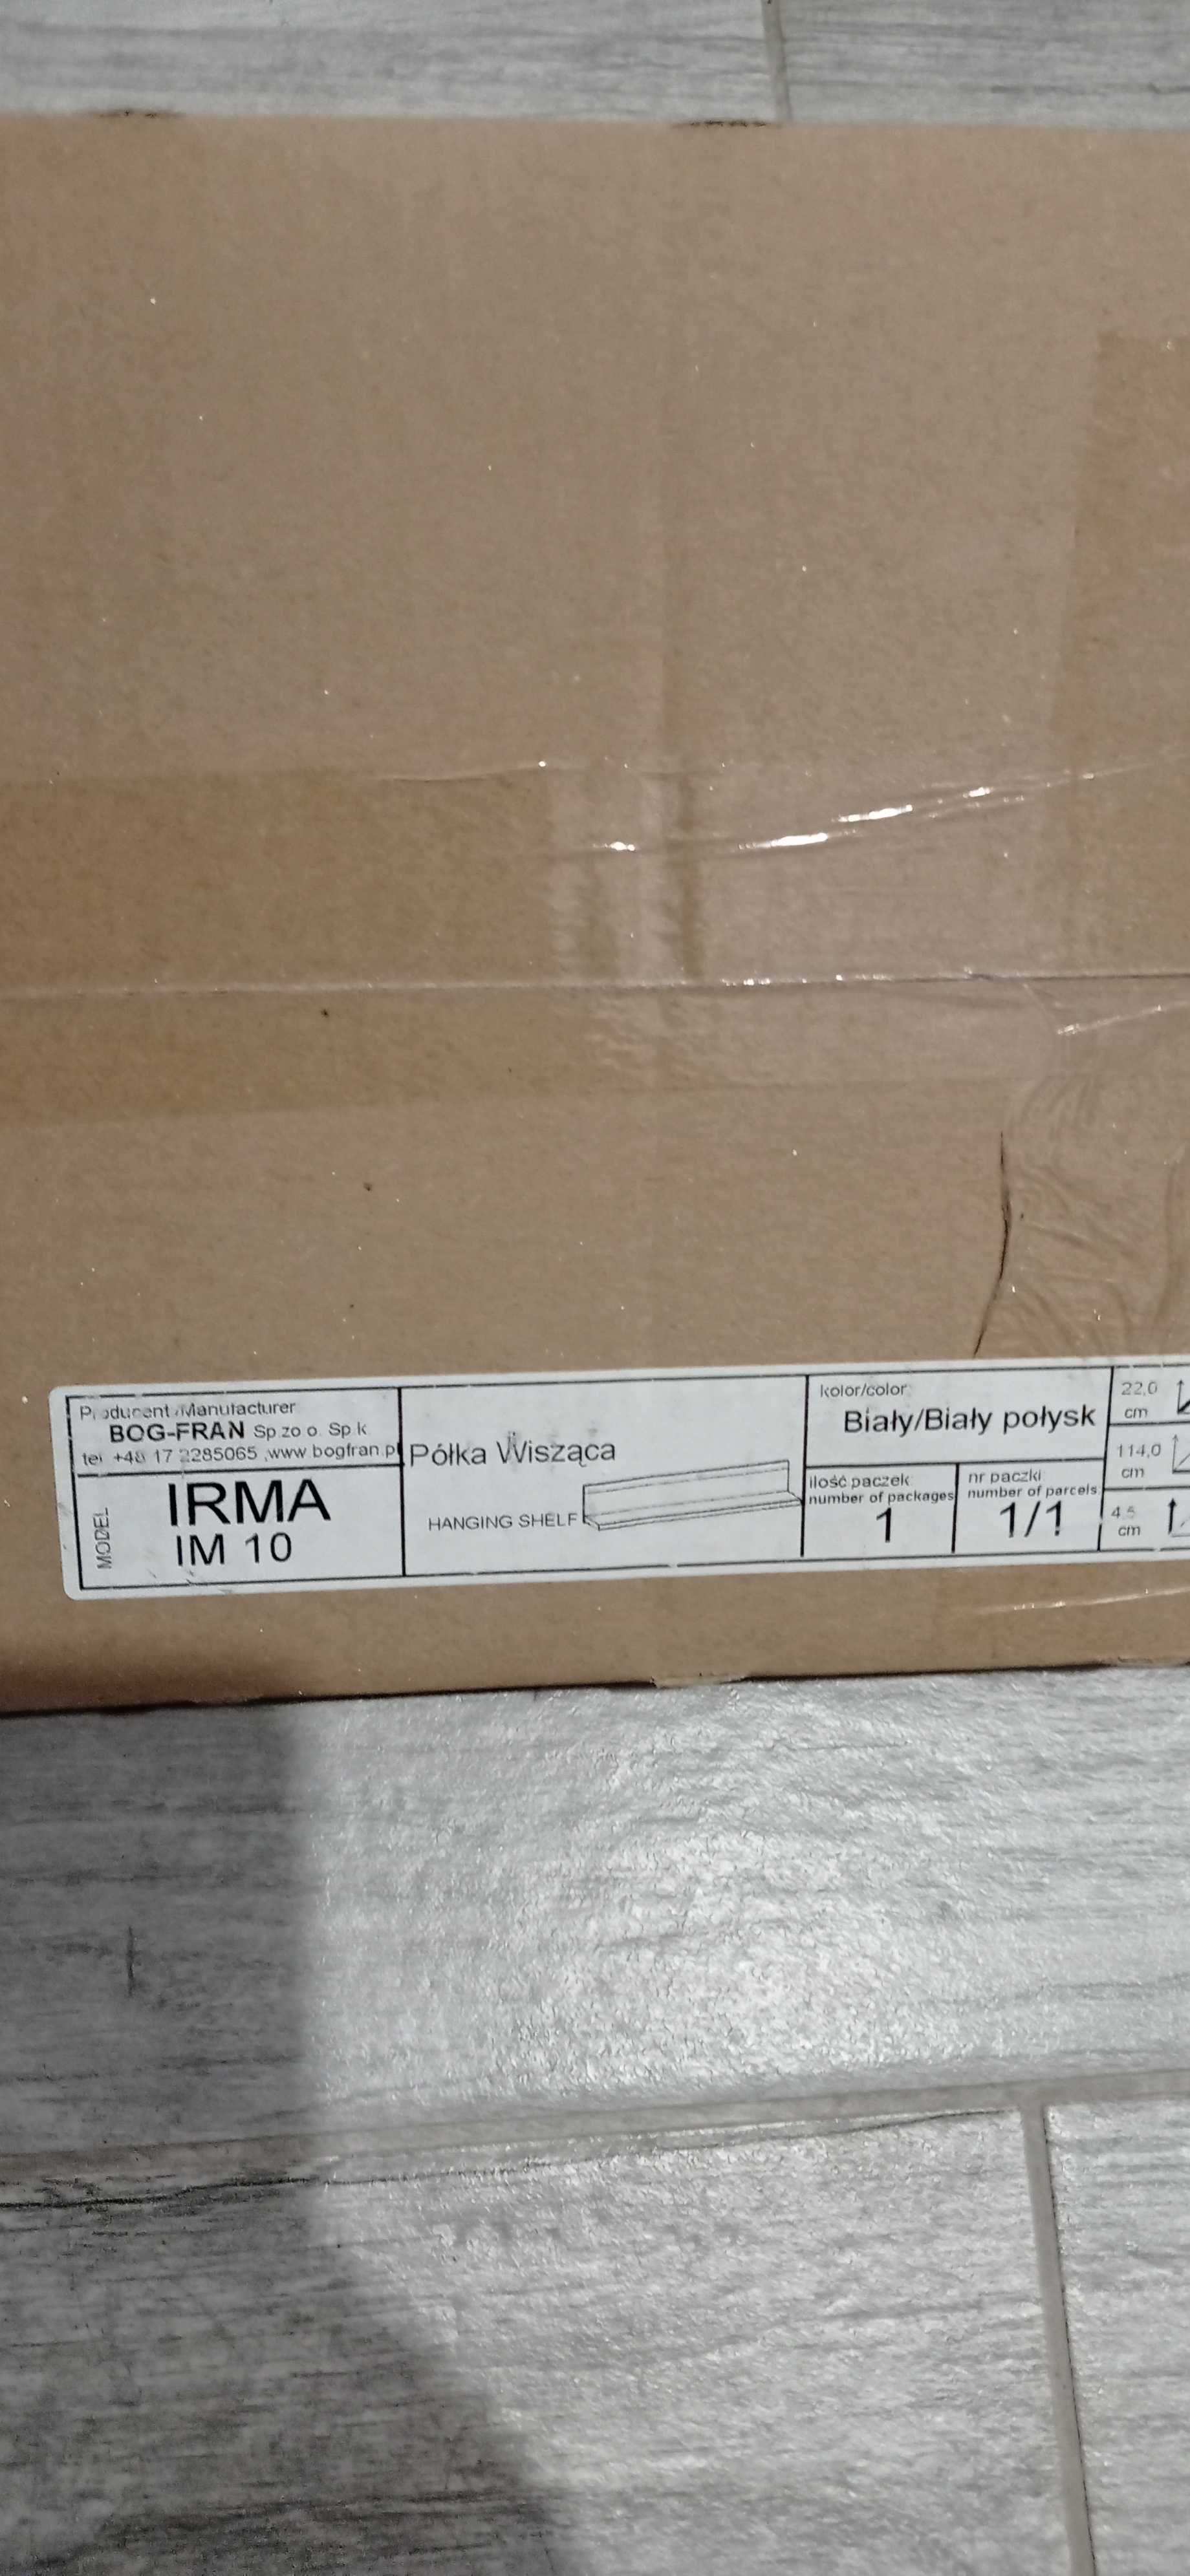 Producent /Manufacturer
BOG-FRAN Sp.zo o. Sp.k
tel +48 17 2285065 ,www bogfran.pl
MODEL
IRMA
IM 10
Półka Wisząca
HANGING SHELF
kolor/color
Biały/Biały połysk
ilość paczek
number of packages
1
nr paczki
number of parcels
1/1
22,0
cm
114,0
cm
4.5
cm